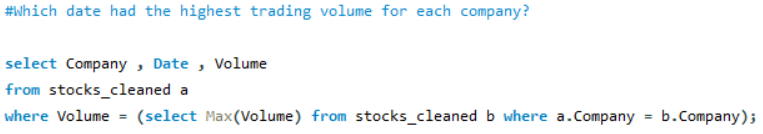 #Which date had the highest trading volume for each company?
select Company , Date , Volume
from stocks_cleaned a
where Volume = (select Max(Volume) from stocks_cleaned b where a.Company = b.Company);